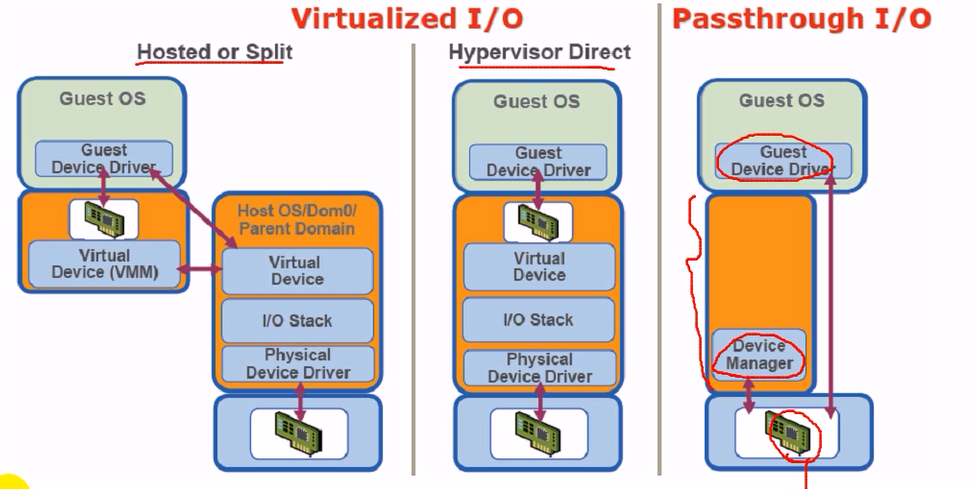 Virtualized I/O
Passthrough I/O
Hosted or Split
Hypervisor Direct
Guest OS
Guest
Device Driver
Virtual
Device (VMM)
Host OS/Dom0/
Parent Domain
Virtual
Device
I/O Stack
Physical
Device Driver
Guest OS
Guest
Device Driver
Virtual
Device
I/O Stack
Physical
Device Driver
Guest OS
Guest
Device Driver
Device
Manager